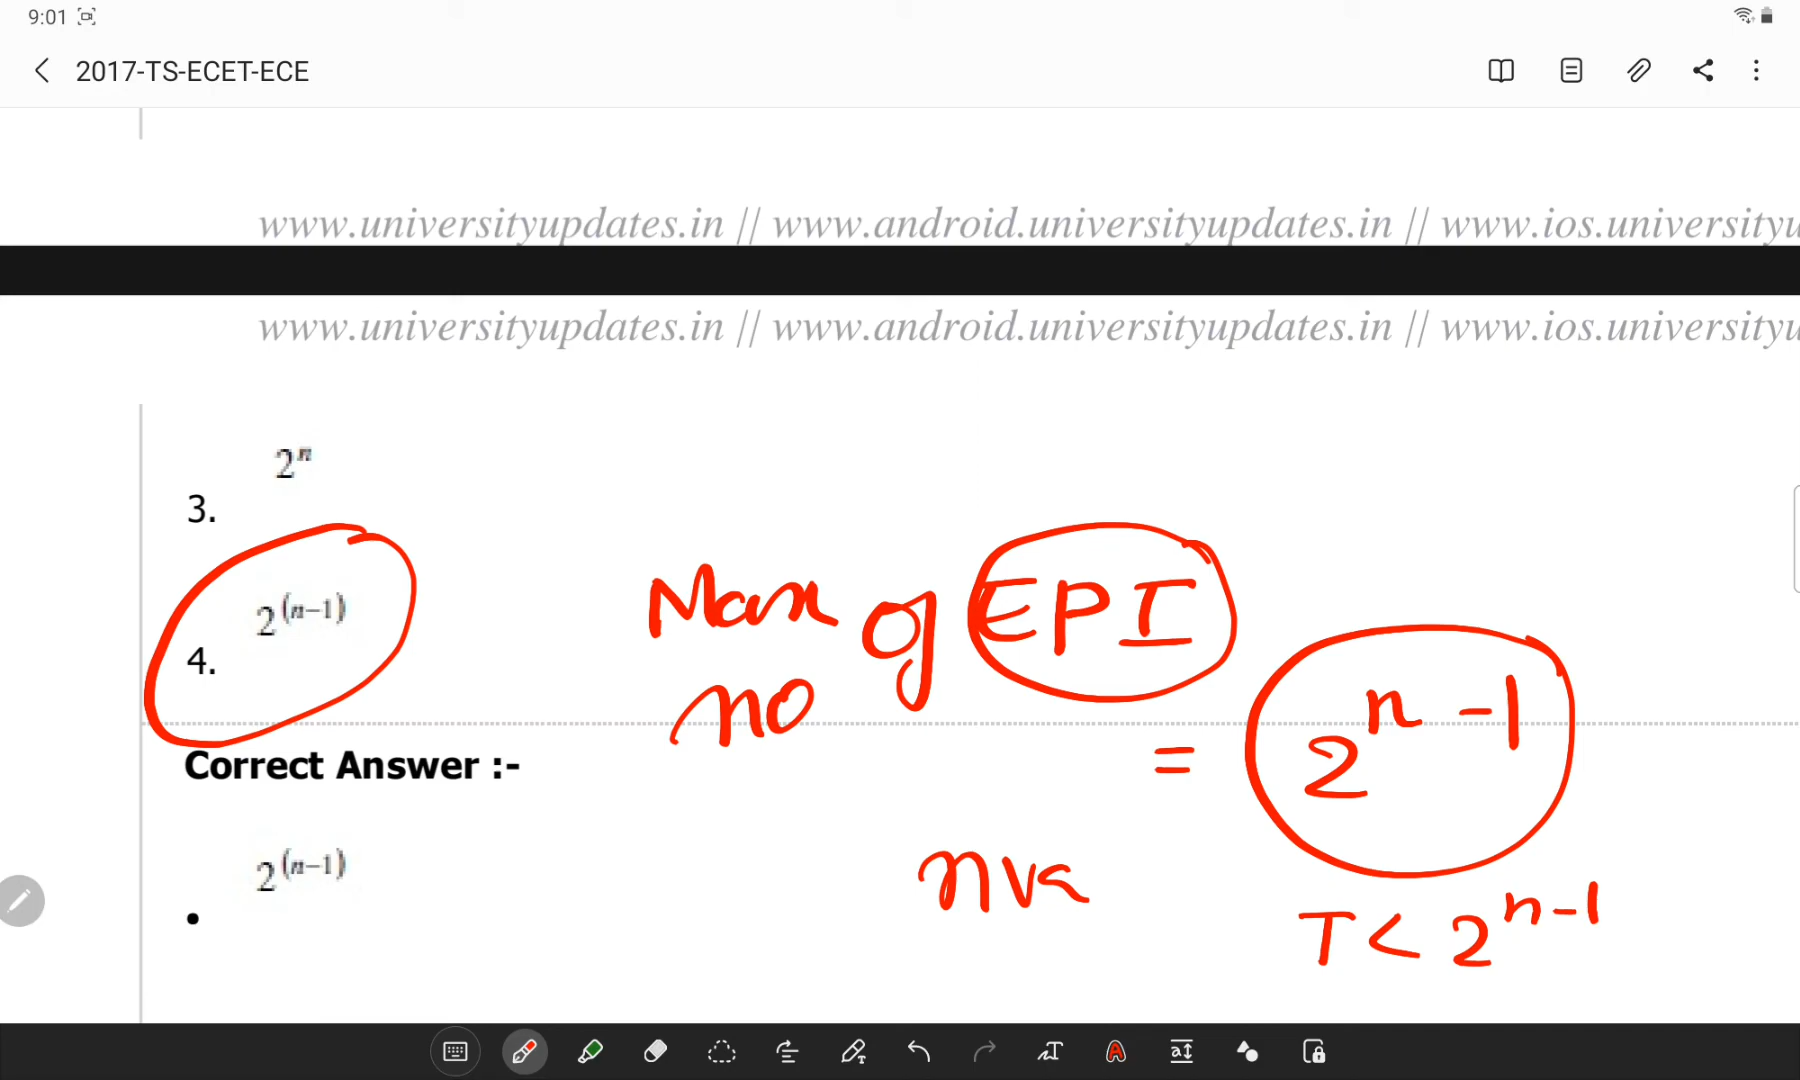 9:01
2017-TS-ECET-ECE
www.universityupdates.in || www.android.universityupdates.in || www.ios.universityu
www.universityupdates.in || www.android.universityupdates.in || www.ios.universityu
2^n
3.
2^(n-1)
4.
Max of EPI
no
= 2^n-1
Correct Answer :-
2^(n-1)
•
n va
T < 2^n-1